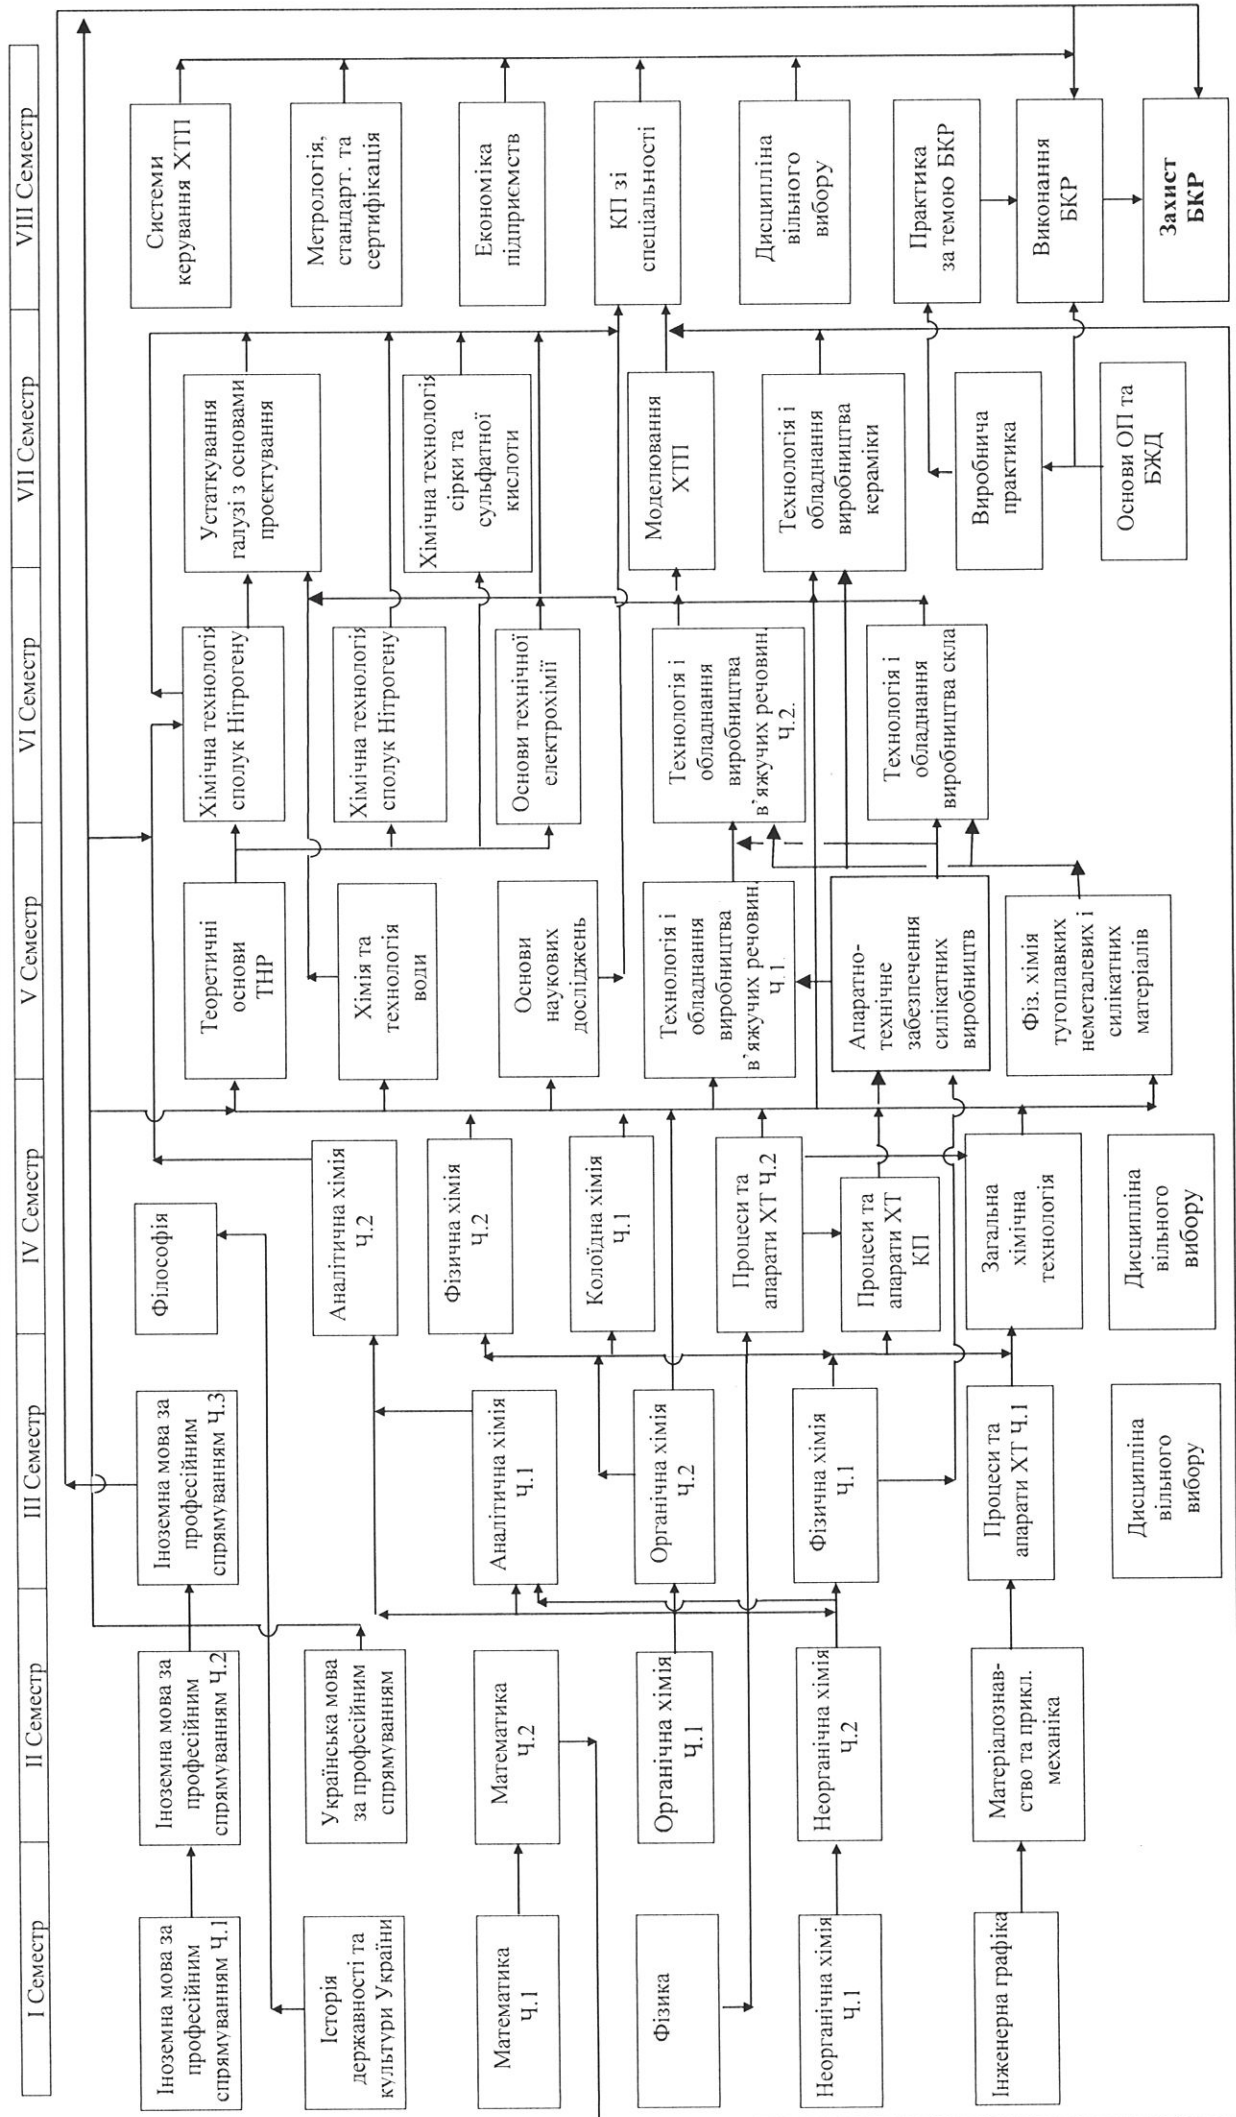 I Семестр
II Семестр
III Семестр
IV Семестр
V Семестр
VI Семестр
VII Семестр
VIII Семестр
Іноземна мова за
професійним
спрямуванням Ч.1
Історія
державності та
культури України
Математика
Ч.1
Фізика
Неорганічна хімія
Ч.1
Інженерна графіка
Іноземна мова за
професійним
спрямуванням Ч.2
Українська мова
за професійним
спрямуванням
Математика
Ч.2
Органічна хімія
Ч.1
Неорганічна хімія
Ч.2
Матеріалознав-
ство та прикл.
механіка
Іноземна мова за
професійним
спрямуванням Ч.3
Аналітична хімія
Ч.1
Органічна хімія
Ч.2
Фізична хімія
Ч.1
Процеси та
апарати ХТ Ч.1
Дисципліна
вільного
вибору
Філософія
Аналітична хімія
Ч.2
Фізична хімія
Ч.2
Колоїдна хімія
Ч.1
Процеси та
апарати ХТ Ч.2
Процеси та
апарати ХТ
КП
Загальна
хімічна
технологія
Дисципліна
вільного
вибору
Теоретичні
основи
ТНР
Хімія та
технологія
води
Основи
наукових
досліджень
Технологія і
обладнання
виробництва
в’яжучих речовин.
Ч.1.
Апаратно-
технічне
забезпечення
силікатних
виробництв
Фіз. хімія
тугоплавких
неметалевих і
силікатних
матеріалів
Хімічна технологія
сполук Нітрогену
Хімічна технологія
сполук Нітрогену
Основи технічної
електрохімії
Технологія і
обладнання
виробництва
в’яжучих речовин.
Ч.2.
Технологія і
обладнання
виробництва скла
Устаткування
галузі з основами
проєктування
Хімічна технологія
сірки та
сульфатної
кислоти
Моделювання
ХТП
Технологія і
обладнання
виробництва
кераміки
Виробнича
практика
Основи ОП та
БЖД
Системи
керування ХТП
Метрологія,
стандарт. та
сертифікація
Економіка
підприємств
КП зі
спеціальності
Дисципліна
вільного
вибору
Практика
за темою БКР
Виконання
БКР
Захист
БКР